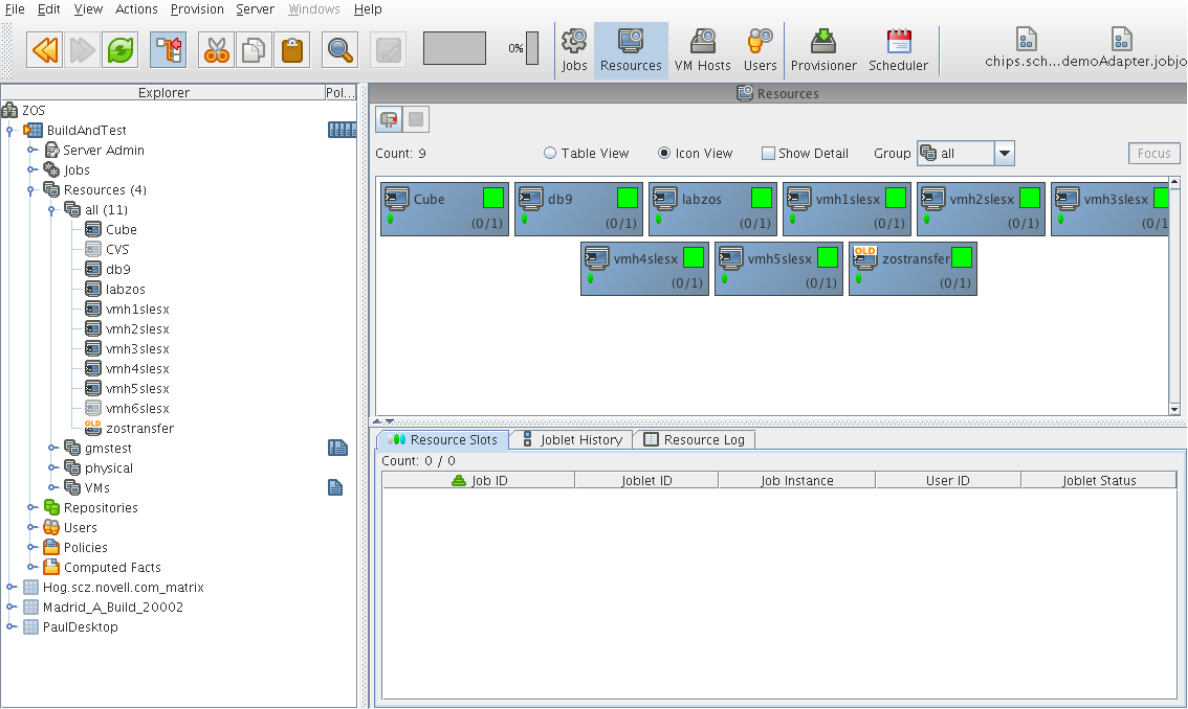 File Edit View Actions Provision Server Windows Help
0%
Jobs Resources VM Hosts Users Provisioner Scheduler chips.sch...demoAdapter.jobjo
Explorer Pol...
ZOS
BuildAndTest
Server Admin
Jobs
Resources (4)
all (11)
Cube
CVS
db9
labzos
vmh1slesx
vmh2slesx
vmh3slesx
vmh4slesx
vmh5slesx
vmh6slesx
OLD zostransfer
gmstest
physical
VMs
Repositories
Users
Policies
Computed Facts
Hog.scz.novell.com_matrix
Madrid_A_Build_20002
PaulDesktop
Resources
Count: 9 Table View Icon View Show Detail Group all Focus
Cube db9 labzos vmh1slesx vmh2slesx vmh3slesx
(0/1) (0/1) (0/1) (0/1) (0/1) (0/1
vmh4slesx vmh5slesx OLD zostransfer
(0/1) (0/1) (0/1)
Resource Slots Joblet History Resource Log
Count: 0 / 0
Job ID Joblet ID Job Instance User ID Joblet Status